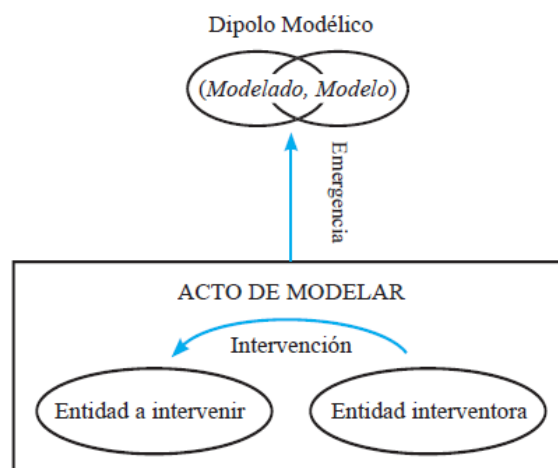 Dipolo Modélico
(Modelado, Modelo)
Emergencia
ACTO DE MODELAR
Intervención
Entidad a intervenir
Entidad interventora